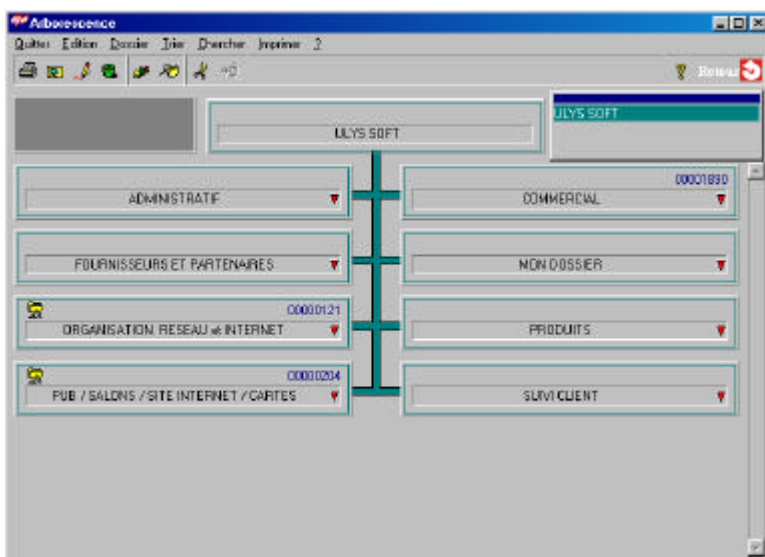 Arborescence
Quitter Edition Dossier Trier Chercher Imprimer ?
Retour
ULYS SOFT
ULYS SOFT
00001890
ADMINISTRATIF
COMMERCIAL
FOURNISSEURS ET PARTENAIRES
MON DOSSIER
00000121
ORGANISATION, RESEAU et INTERNET
PRODUITS
00000204
PUB / SALONS / SITE INTERNET / CARTES
SUIVI CLIENT